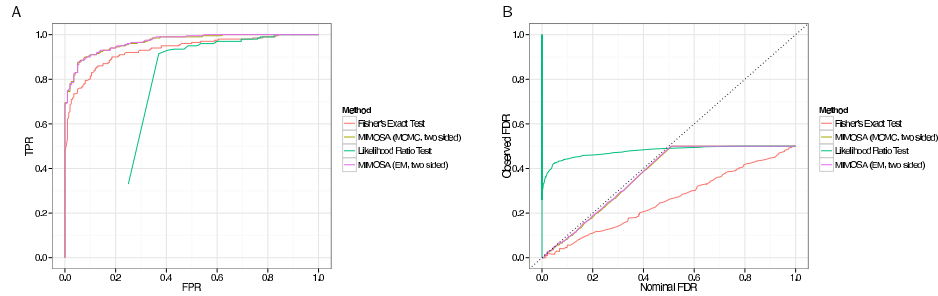 A
B
1.0
0.8
0.6
0.4
0.2
0.0
TPR
0.0 0.2 0.4 0.6 0.8 1.0
FPR
Method
Fisher's Exact Test
MIMOSA (MCMC, two sided)
Likelihood Ratio Test
MIMOSA (EM, two sided)
1.0
0.8
0.6
0.4
0.2
0.0
Observed FDR
0.0 0.2 0.4 0.6 0.8 1.0
Nominal FDR
Method
Fisher's Exact Test
MIMOSA (MCMC, two sided)
Likelihood Ratio Test
MIMOSA (EM, two sided)